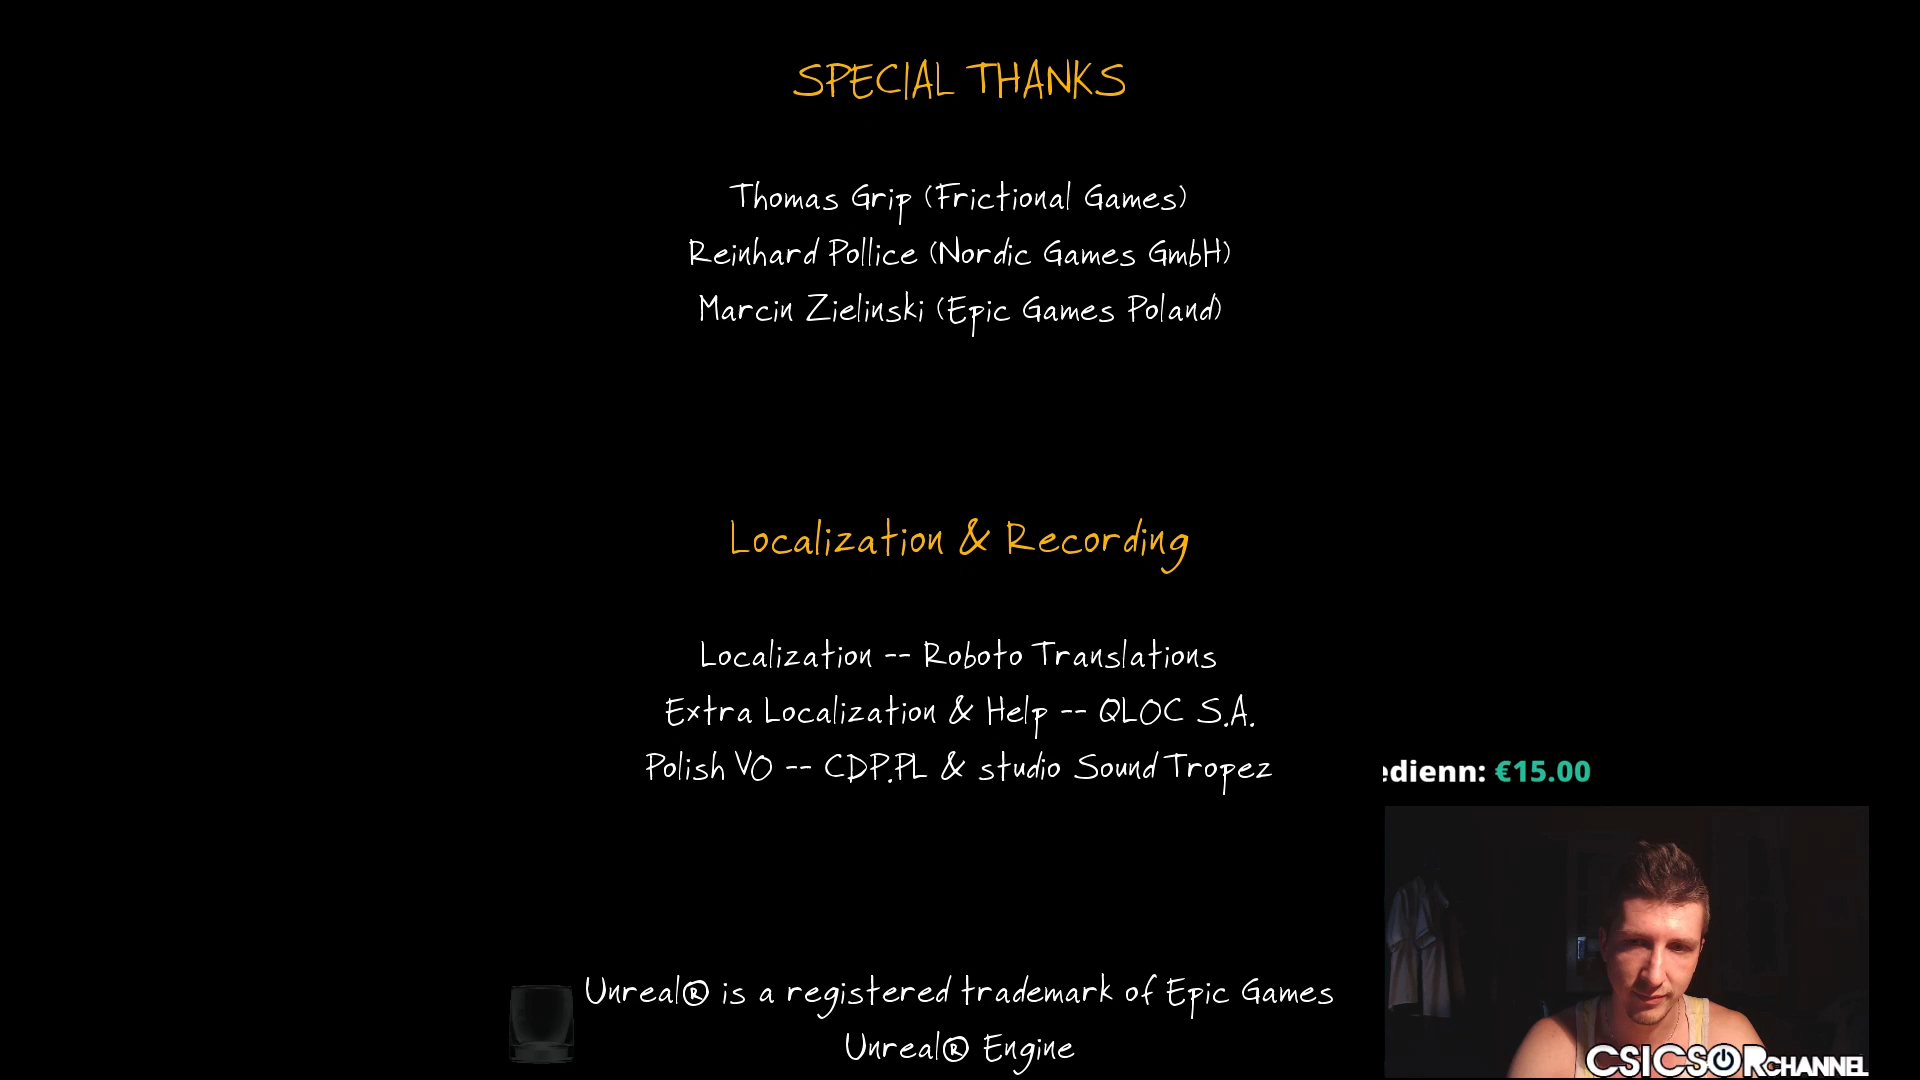 SPECIAL THANKS
Thomas Grip (Frictional Games)
Reinhard Pollice (Nordic Games GmbH)
Marcin Zielinski (Epic Games Poland)
Localization & Recording
Localization -- Roboto Translations
Extra Localization & Help -- QLOC S.A.
Polish VO -- CDP.PL & studio Sound Tropez
edienn: €15.00
Unreal® is a registered trademark of Epic Games
Unreal® Engine
CSICSOR CHANNEL